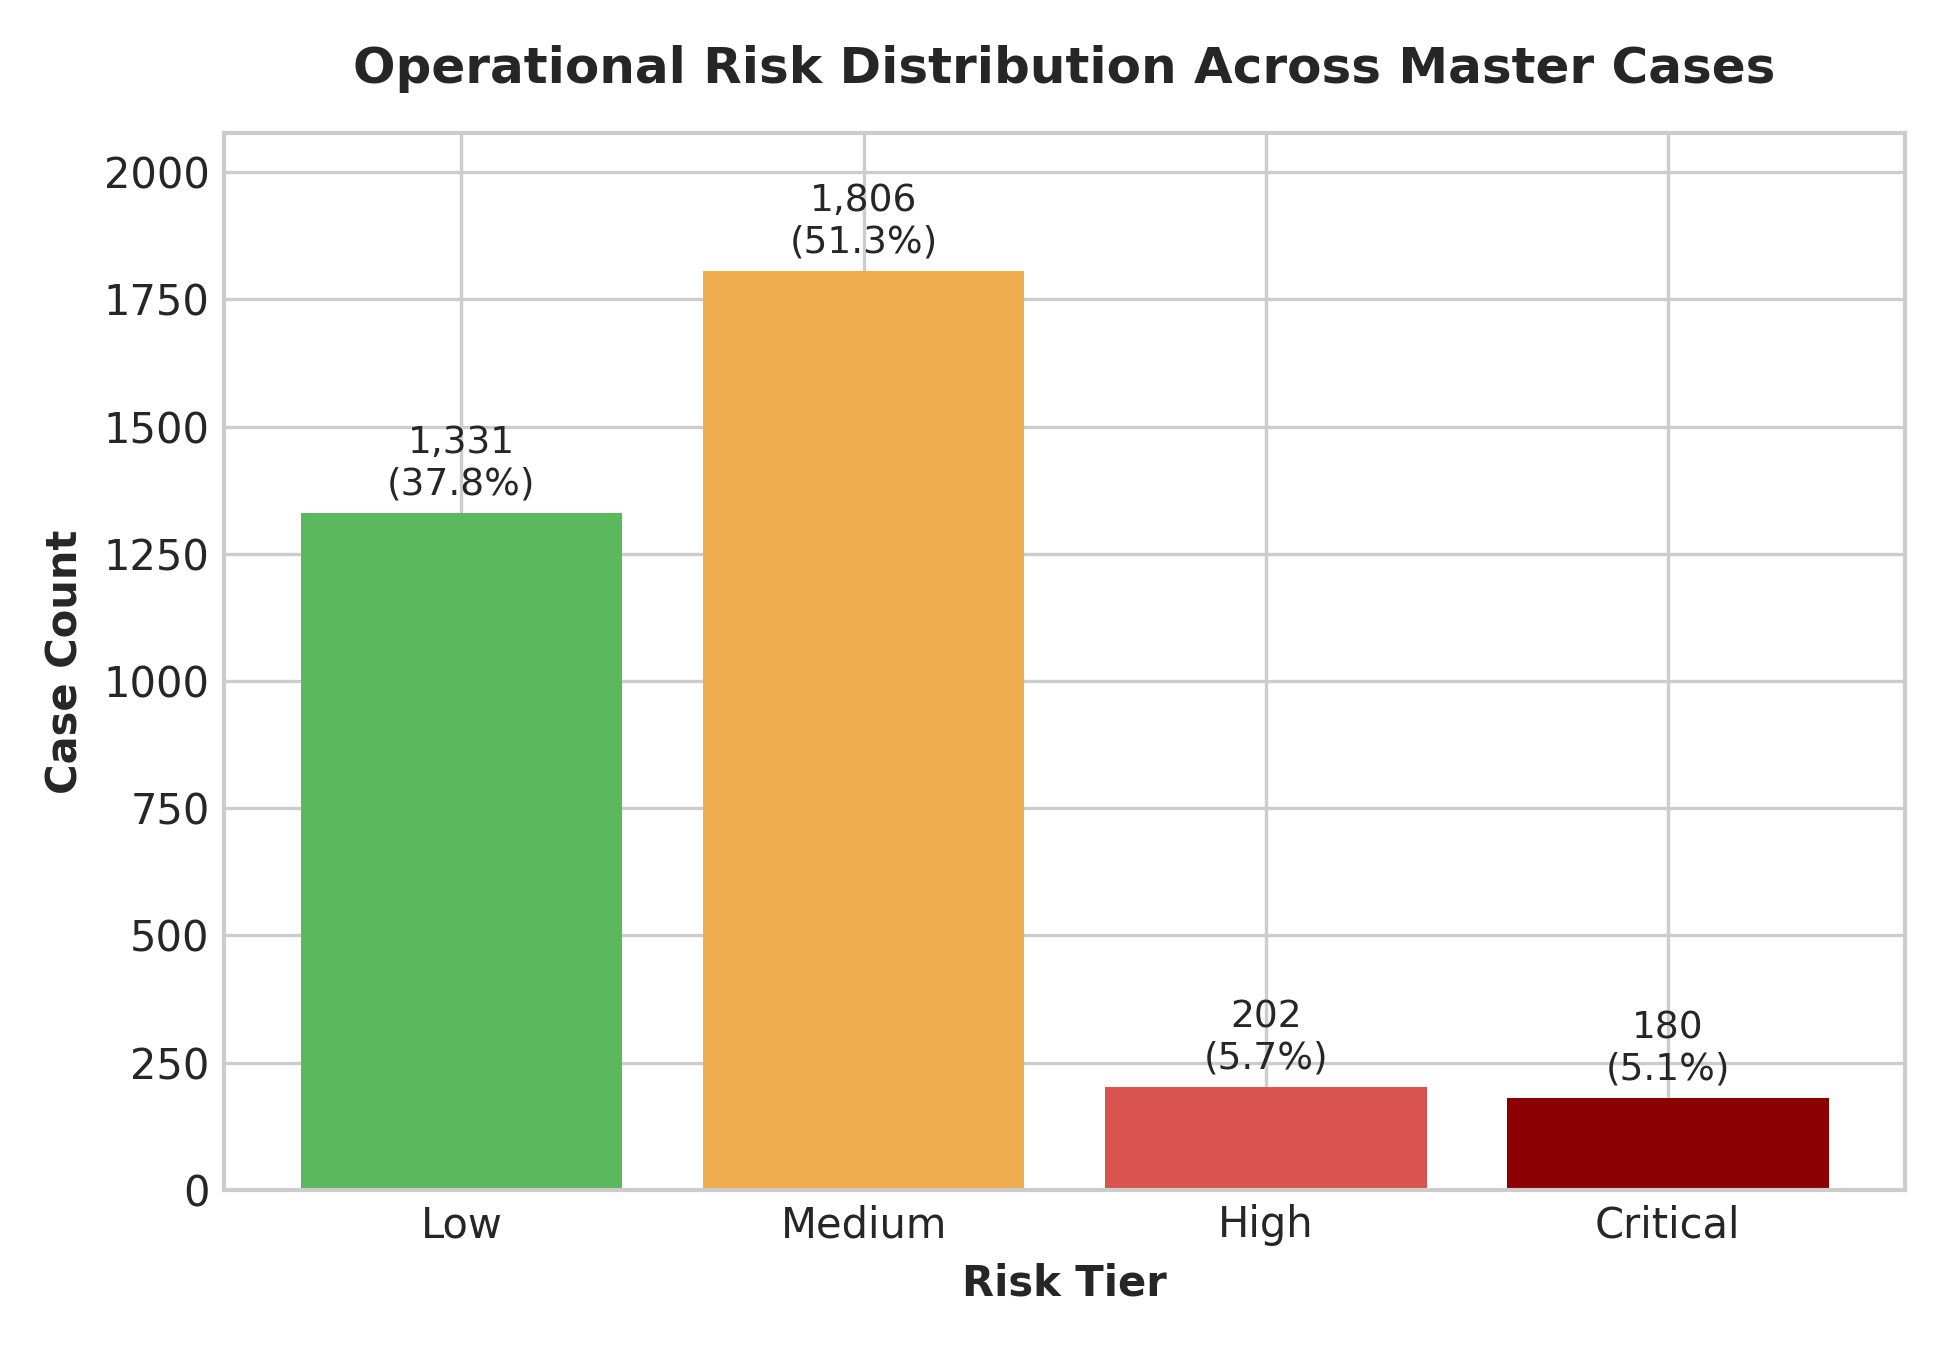 Operational Risk Distribution Across Master Cases
Case Count
2000
1750
1500
1250
1000
750
500
250
0
1,331
(37.8%)
1,806
(51.3%)
202
(5.7%)
180
(5.1%)
Low
Medium
High
Critical
Risk Tier